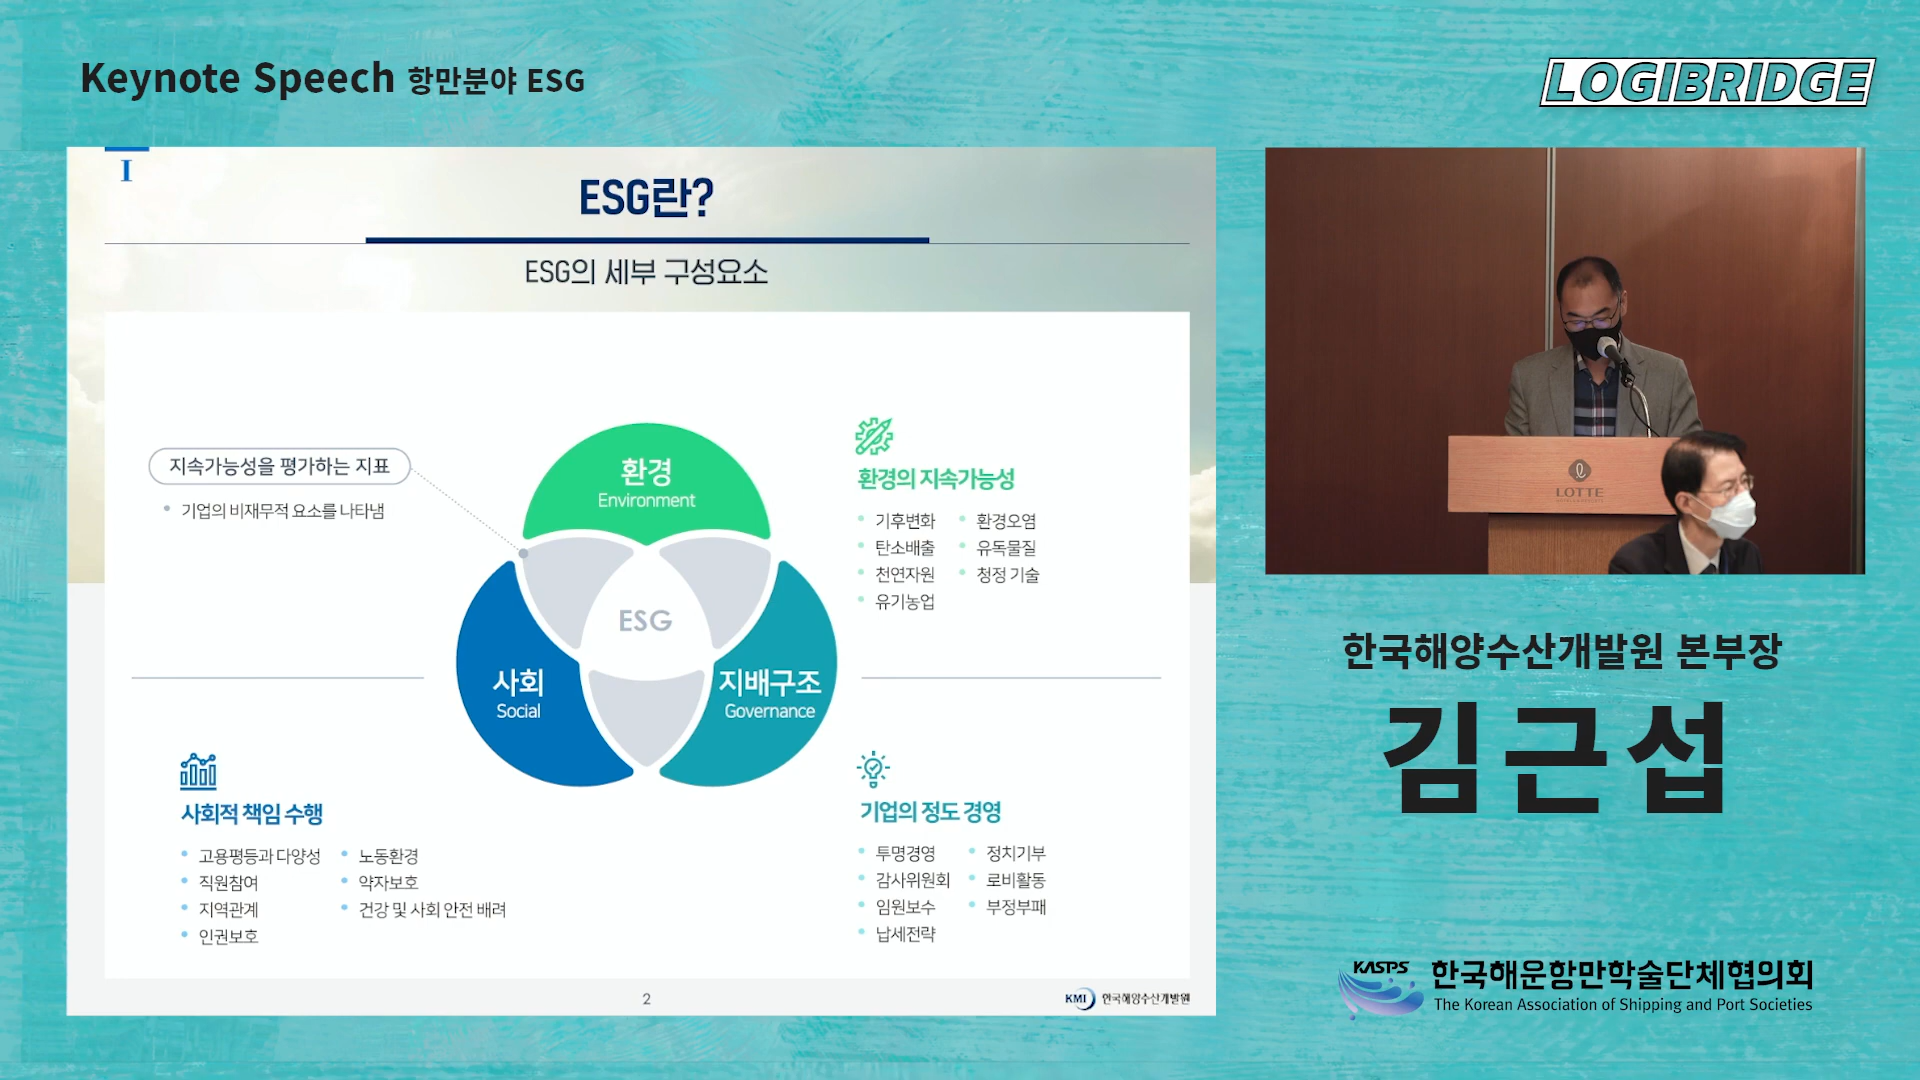 Keynote Speech 항만분야 ESG
LOGIBRIDGE
I
ESG란?
ESG의 세부 구성요소
지속가능성을 평가하는 지표
기업의 비재무적 요소를 나타냄
환경
Environment
ESG
사회
Social
지배구조
Governance
환경의 지속가능성
기후변화
탄소배출
천연자원
유기농업
환경오염
유독물질
청정 기술
사회적 책임 수행
고용평등과 다양성
직원참여
지역관계
인권보호
노동환경
약자보호
건강 및 사회 안전 배려
기업의 정도 경영
투명경영
감사위원회
임원보수
납세전략
정치기부
로비활동
부정부패
2
KMI 한국해양수산개발원
LOTTE
한국해양수산개발원 본부장
김근섭
KASPS
한국해운항만학술단체협의회
The Korean Association of Shipping and Port Societies